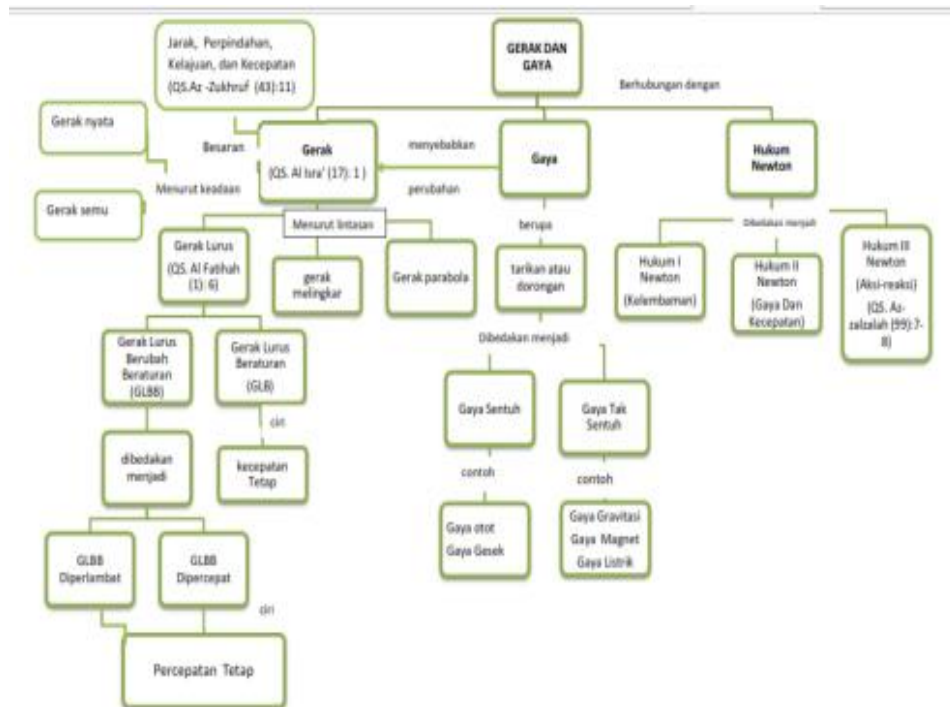 GERAK DAN
GAYA
Berhubungan dengan
Jarak, Perpindahan,
Kelajuan, dan Kecepatan
(QS.Az -Zukhruf (43):11)
Gerak nyata
Besaran
Gerak
(QS. Al Isra' (17): 1 )
menyebabkan
perubahan
Gaya
Hukum
Newton
Menurut keadaan
Gerak semu
Menurut lintasan
Gerak Lurus
(QS. Al Fatihah
(1): 6)
gerak
melingkar
Gerak parabola
berupa
tarikan atau
dorongan
Dibedakan menjadi
Hukum I
Newton
(Kelembaman)
Hukum II
Newton
(Gaya Dan
Kecepatan)
Hukum III
Newton
(Aksi-reaksi)
(QS. Az-
zalzalah (99):7-
8)
Gerak Lurus
Berubah
Beraturan
(GLBB)
Gerak Lurus
Beraturan
(GLB)
ciri
kecepatan
Tetap
dibedakan
menjadi
GLBB
Diperlambat
GLBB
Dipercepat
ciri
Percepatan Tetap
Dibedakan menjadi
Gaya Sentuh
Gaya Tak
Sentuh
contoh
contoh
Gaya otot
Gaya Gesek
Gaya Gravitasi
Gaya Magnet
Gaya Listrik